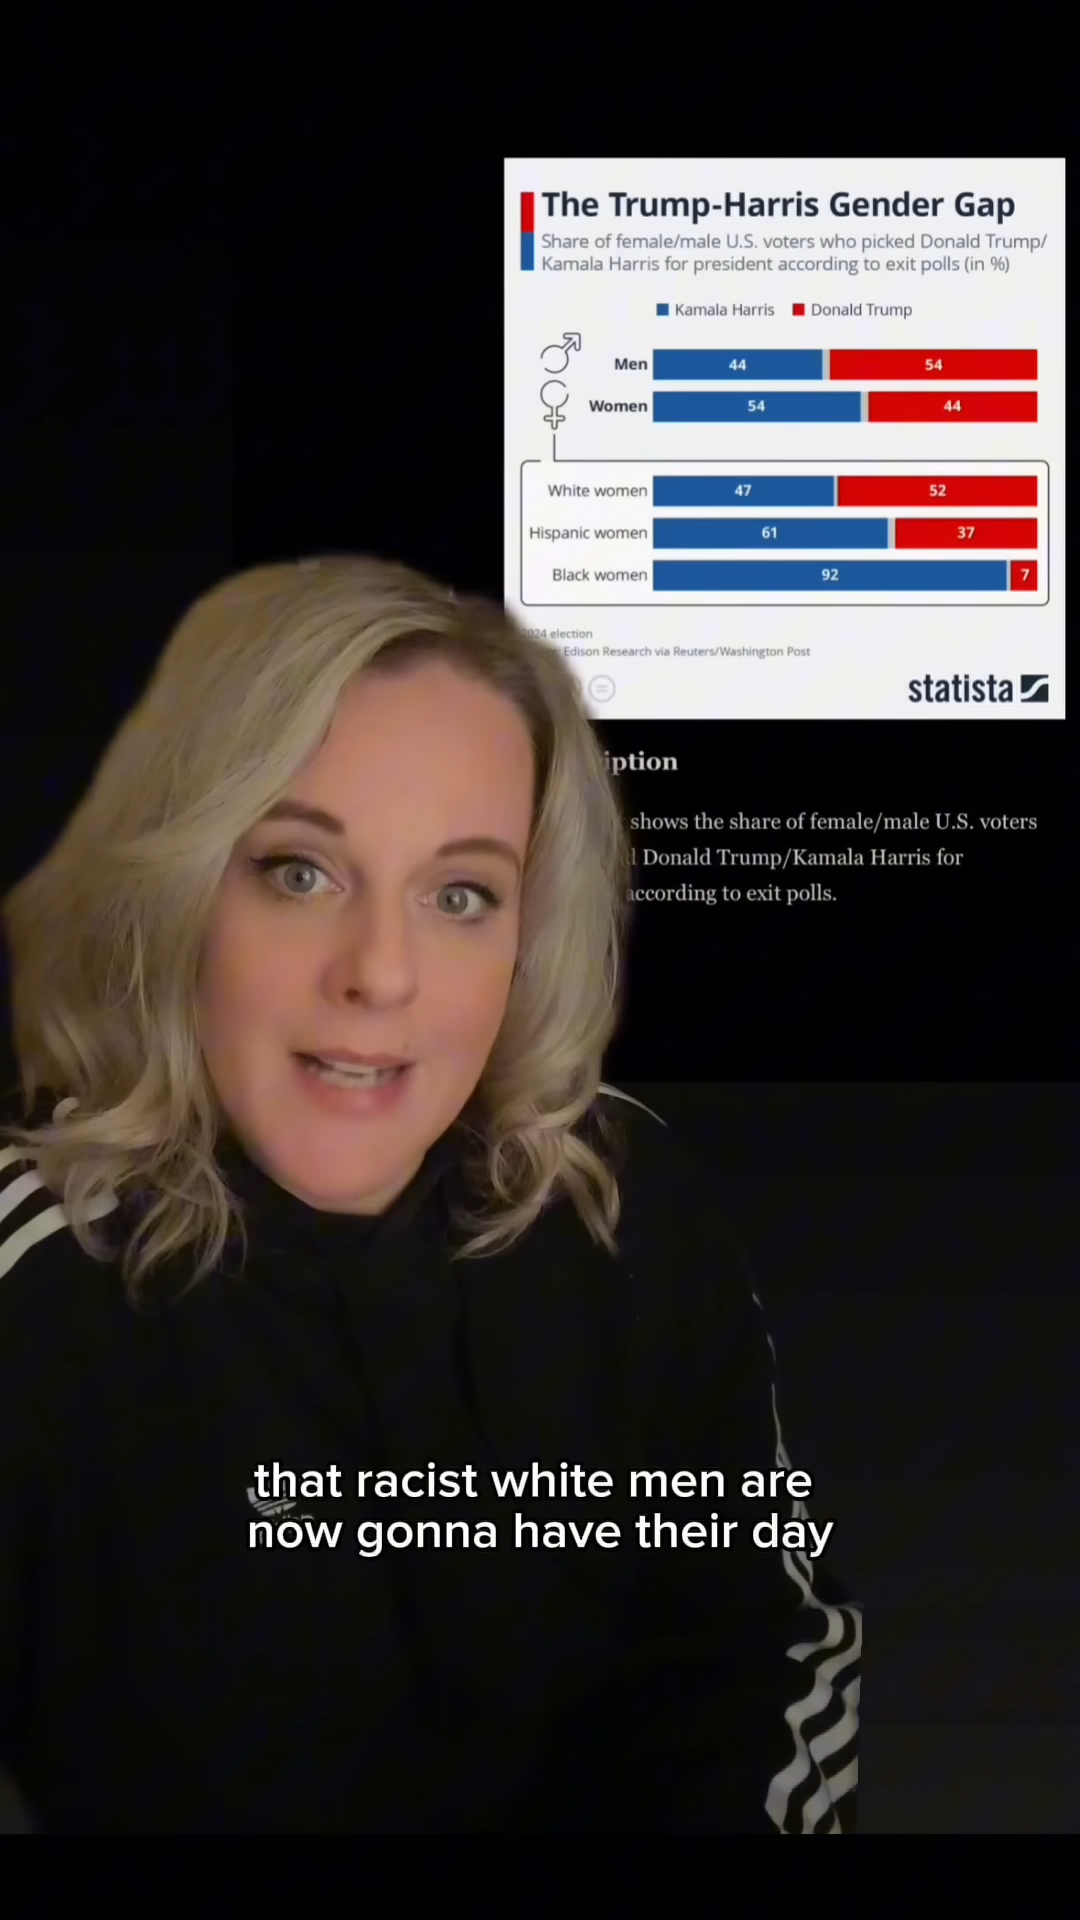 The Trump-Harris Gender Gap
Share of female/male U.S. voters who picked Donald Trump/
Kamala Harris for president according to exit polls (in %)
Kamala Harris Donald Trump
Men 44 54
Women 54 44
White women 47 52
Hispanic women 61 37
Black women 92 7
2024 election
Edison Research via Reuters/Washington Post
statista
iption
shows the share of female/male U.S. voters
Donald Trump/Kamala Harris for
according to exit polls.
that racist white men are
now gonna have their day